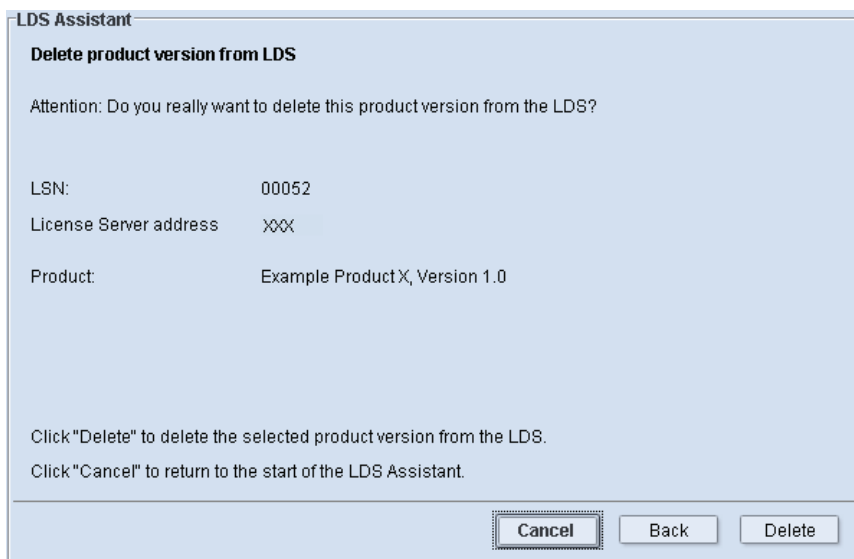 LDS Assistant
Delete product version from LDS
Attention: Do you really want to delete this product version from the LDS?
LSN: 00052
License Server address XXX
Product: Example Product X, Version 1.0
Click "Delete" to delete the selected product version from the LDS.
Click "Cancel" to return to the start of the LDS Assistant.
Cancel Back Delete